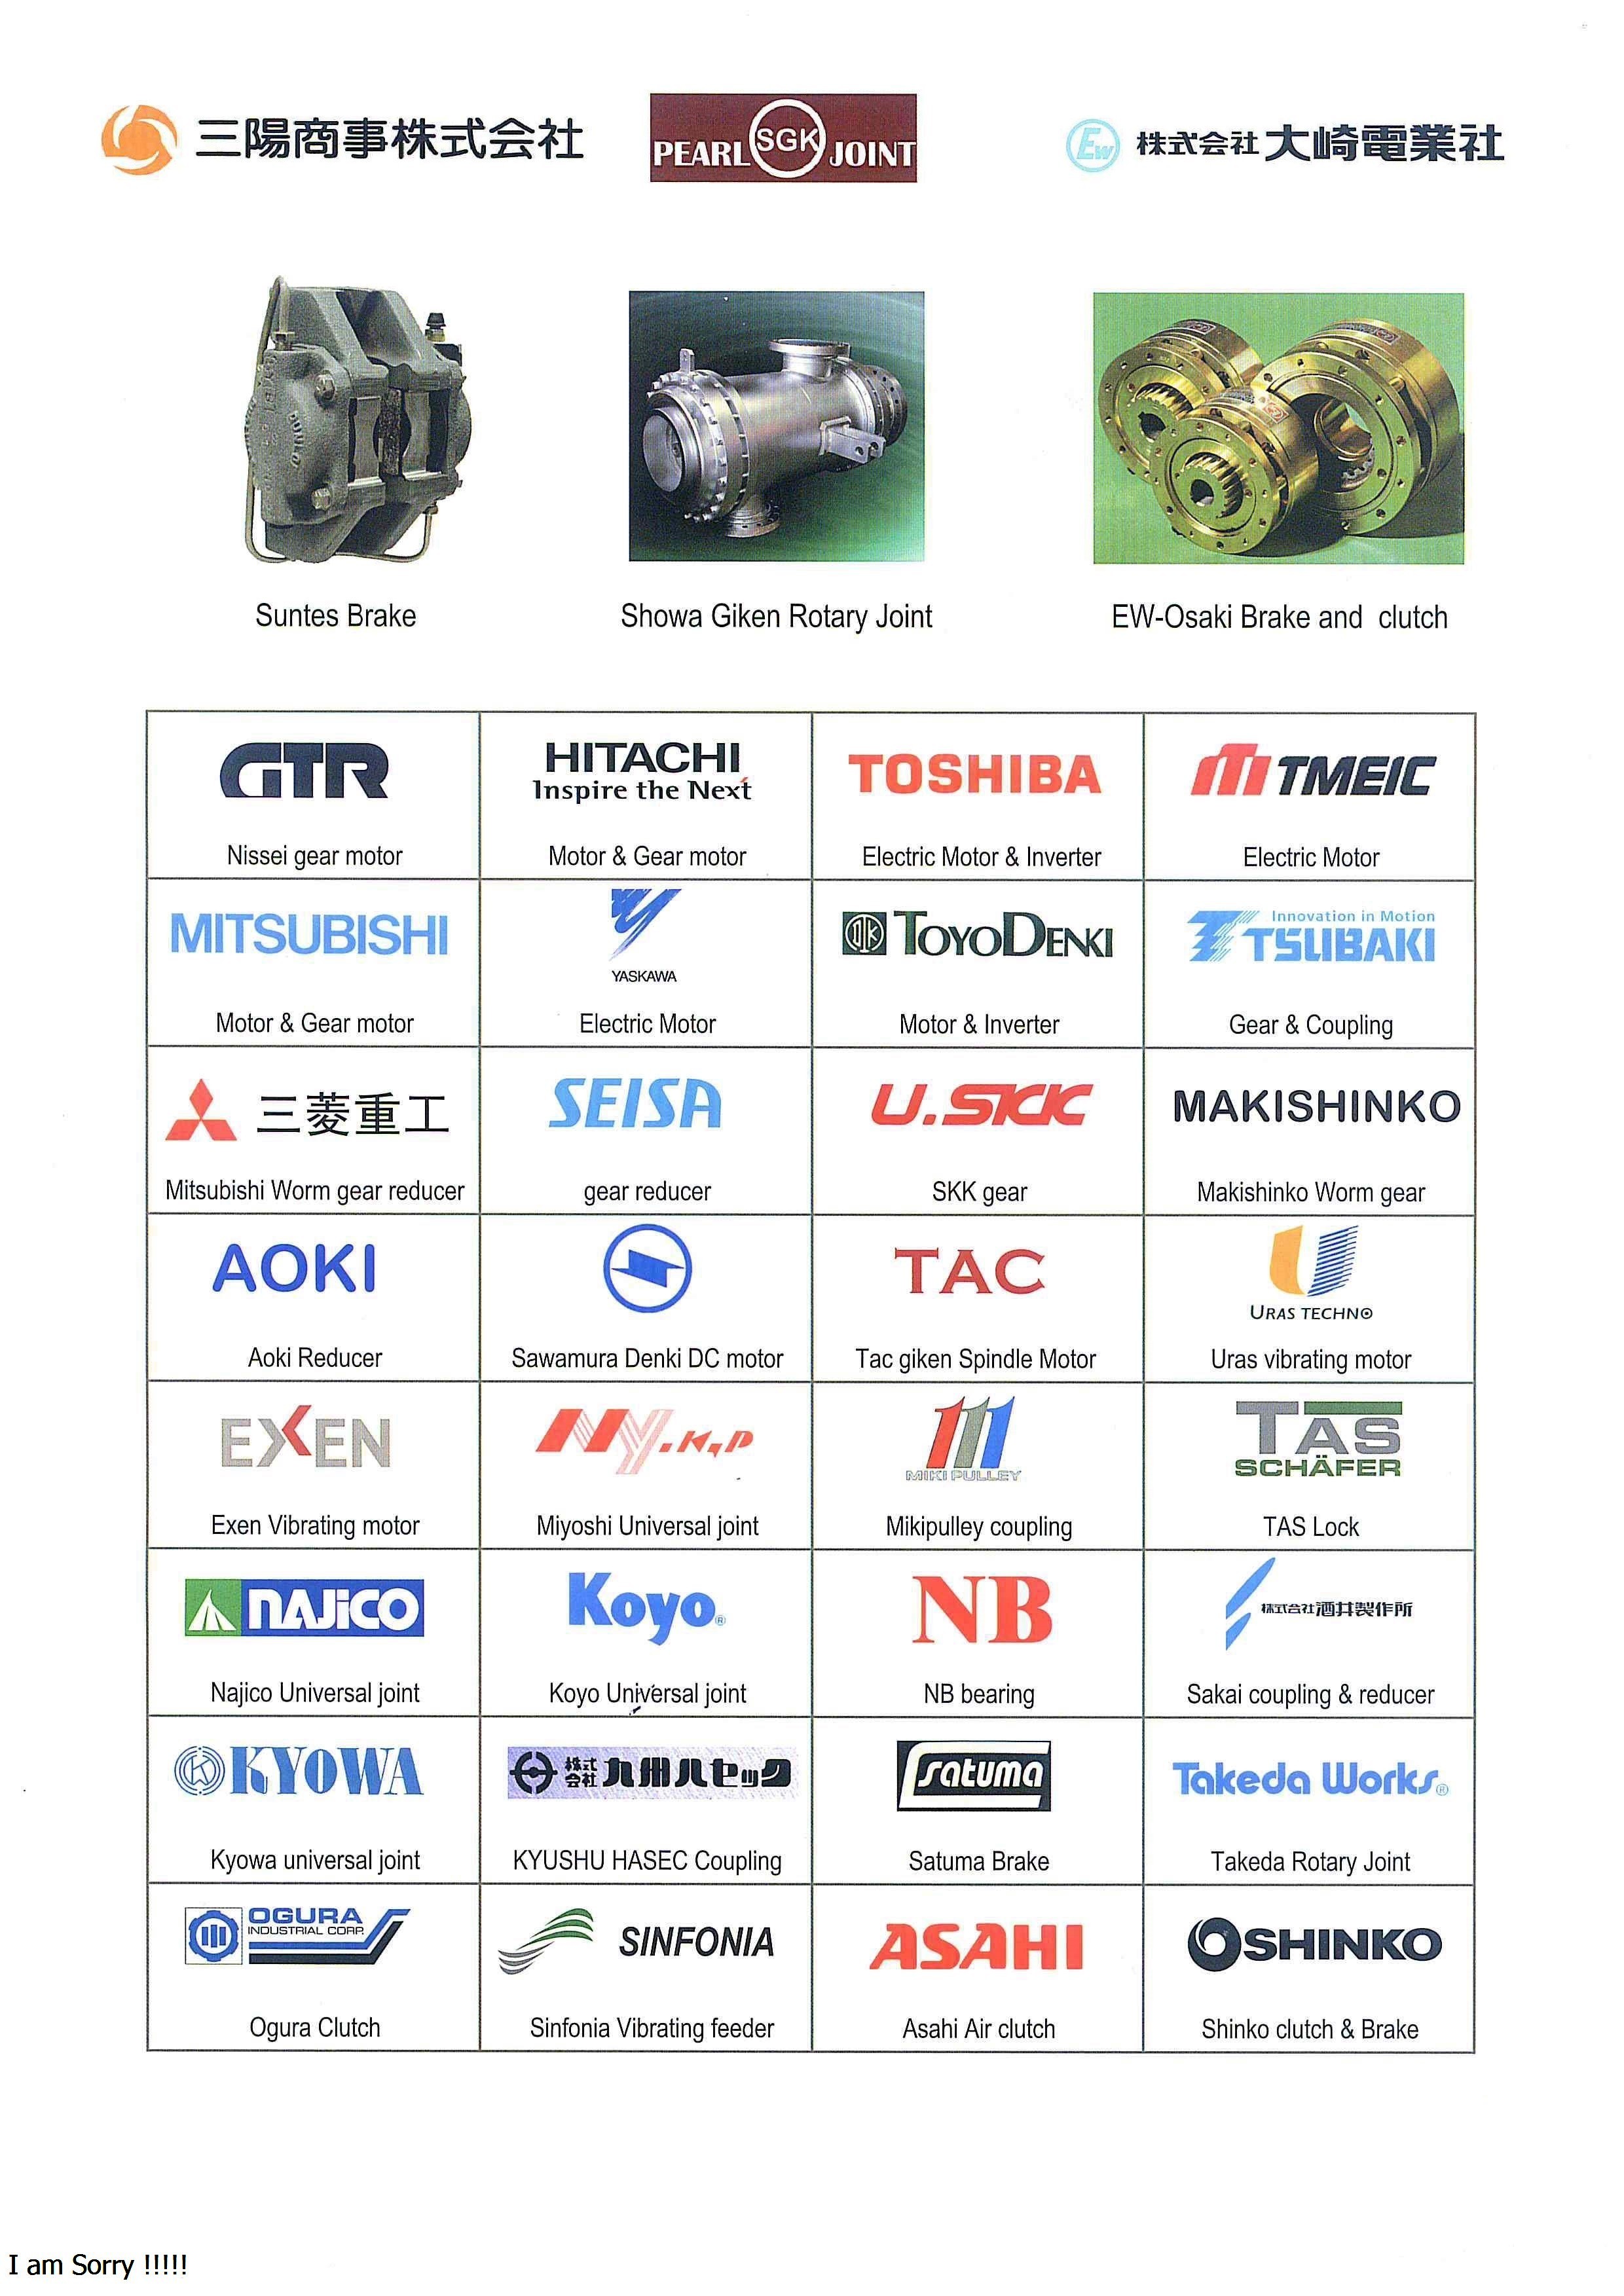 三陽商事株式会社
PEARL SGK JOINT
EW 株式会社大崎電業社
Suntes Brake
Showa Giken Rotary Joint
EW-Osaki Brake and clutch
GTR
Nissei gear motor
HITACHI
Inspire the Next
Motor & Gear motor
TOSHIBA
Electric Motor & Inverter
TMEIC
Electric Motor
MITSUBISHI
Motor & Gear motor
YASKAWA
Electric Motor
TOYODENKI
Motor & Inverter
Innovation in Motion
TSUBAKI
Gear & Coupling
三菱重工
Mitsubishi Worm gear reducer
SEISA
gear reducer
U.SKK
SKK gear
MAKISHINKO
Makishinko Worm gear
AOKI
Aoki Reducer
Sawamura Denki DC motor
TAC
Tac giken Spindle Motor
URAS TECHNO
Uras vibrating motor
EXEN
Exen Vibrating motor
My.K,P
Miyoshi Universal joint
MIKI PULLEY
Mikipulley coupling
TAS
SCHÄFER
TAS Lock
NAJICO
Najico Universal joint
Koyo®
Koyo Universal joint
NB
NB bearing
株式会社酒井製作所
Sakai coupling & reducer
KYOWA
Kyowa universal joint
株式会社 九州ハセック
KYUSHU HASEC Coupling
Satuma
Satuma Brake
Takeda Works®
Takeda Rotary Joint
OGURA
INDUSTRIAL CORP.
Ogura Clutch
SINFONIA
Sinfonia Vibrating feeder
ASAHI
Asahi Air clutch
SHINKO
Shinko clutch & Brake
I am Sorry !!!!!